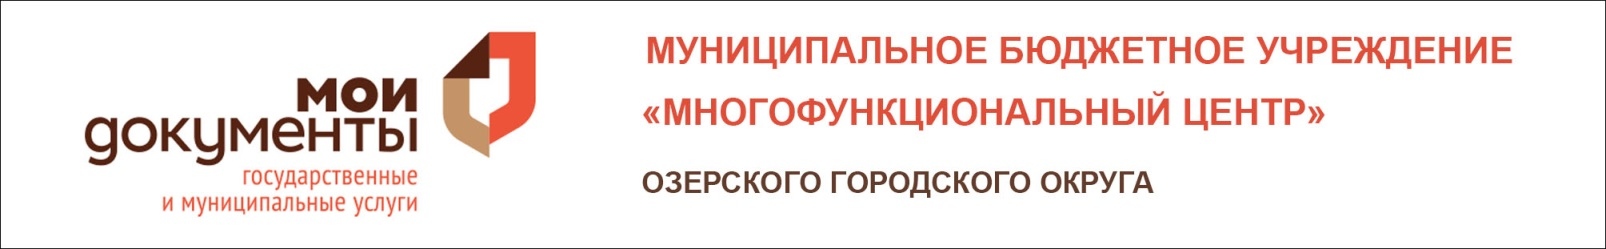 мои
документы
государственные
и муниципальные услуги
МУНИЦИПАЛЬНОЕ БЮДЖЕТНОЕ УЧРЕЖДЕНИЕ
«МНОГОФУНКЦИОНАЛЬНЫЙ ЦЕНТР»
ОЗЕРСКОГО ГОРОДСКОГО ОКРУГА